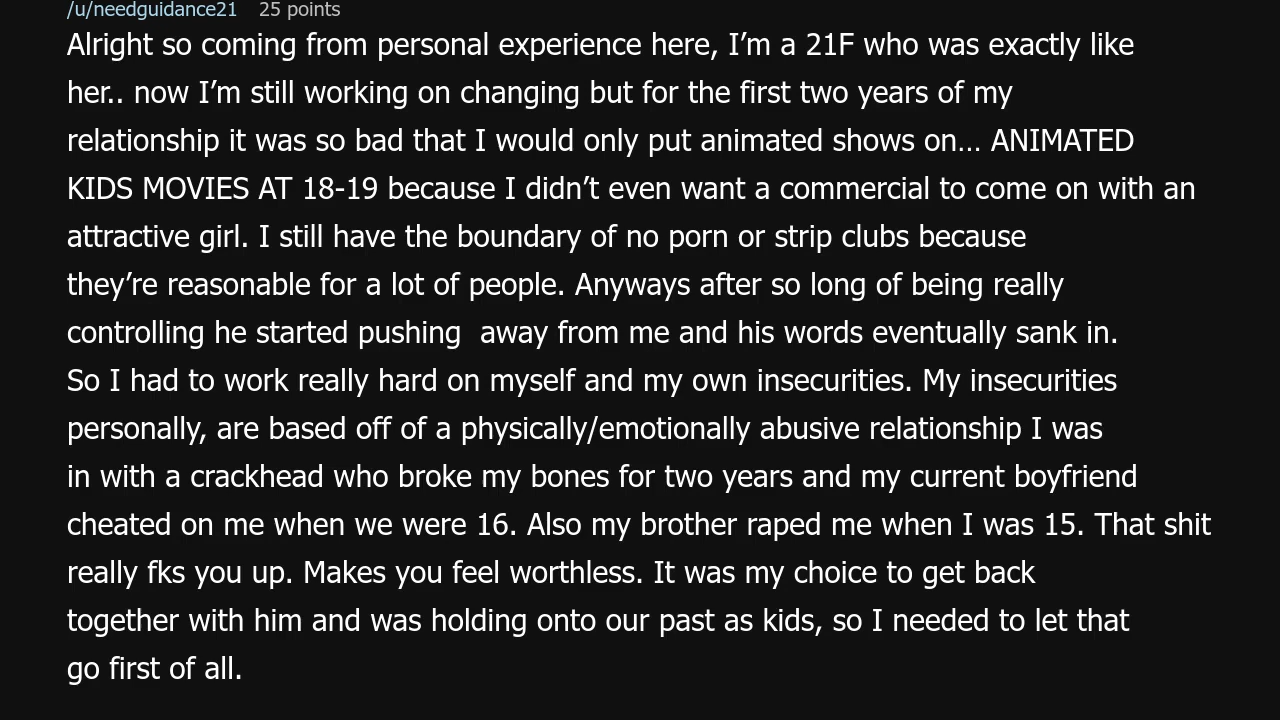 /u/needguidance21 25 points
Alright so coming from personal experience here, I’m a 21F who was exactly like
her.. now I’m still working on changing but for the first two years of my
relationship it was so bad that I would only put animated shows on… ANIMATED
KIDS MOVIES AT 18-19 because I didn’t even want a commercial to come on with an
attractive girl. I still have the boundary of no porn or strip clubs because
they’re reasonable for a lot of people. Anyways after so long of being really
controlling he started pushing  away from me and his words eventually sank in.
So I had to work really hard on myself and my own insecurities. My insecurities
personally, are based off of a physically/emotionally abusive relationship I was
in with a crackhead who broke my bones for two years and my current boyfriend
cheated on me when we were 16. Also my brother raped me when I was 15. That shit
really fks you up. Makes you feel worthless. It was my choice to get back
together with him and was holding onto our past as kids, so I needed to let that
go first of all.